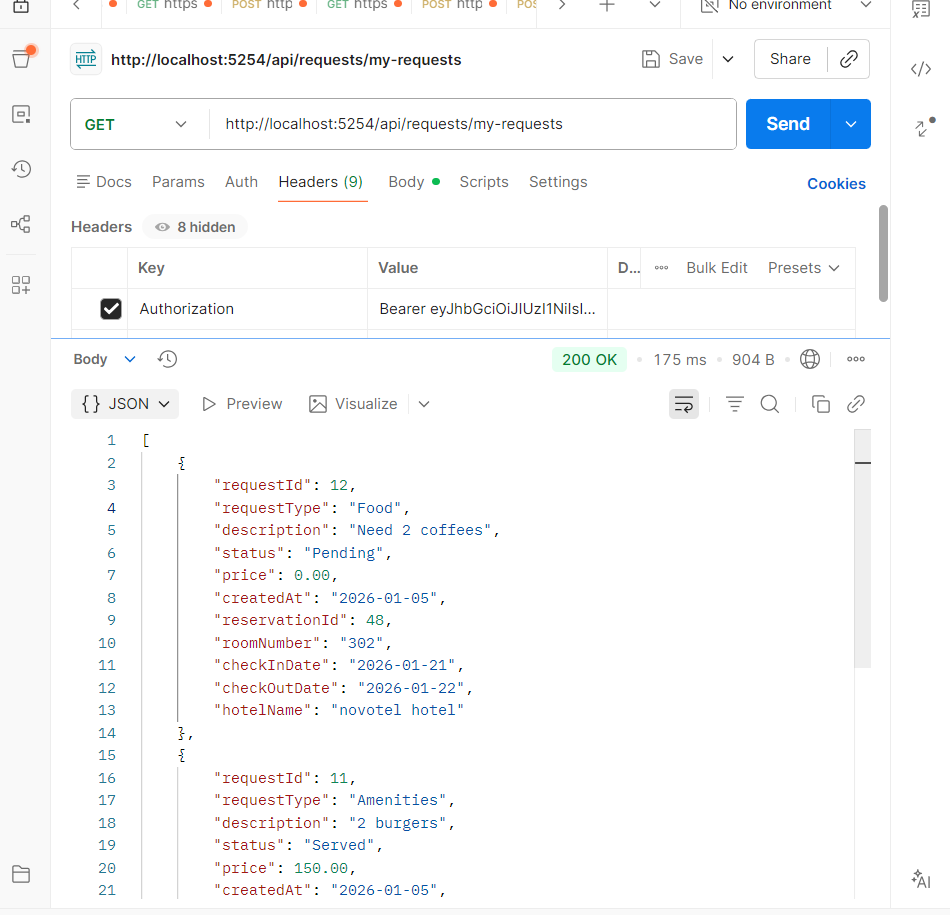 GET https POST http GET https POST http POS No environment
HTTP http://localhost:5254/api/requests/my-requests Save Share
GET http://localhost:5254/api/requests/my-requests Send
Docs Params Auth Headers (9) Body Scripts Settings Cookies
Headers 8 hidden
Key Value D... Bulk Edit Presets
Authorization Bearer eyJhbGciOiJIUzI1NiIsI...
Body 200 OK 175 ms 904 B
{} JSON Preview Visualize
1 [
2 {
3 "requestId": 12,
4 "requestType": "Food",
5 "description": "Need 2 coffees",
6 "status": "Pending",
7 "price": 0.00,
8 "createdAt": "2026-01-05",
9 "reservationId": 48,
10 "roomNumber": "302",
11 "checkInDate": "2026-01-21",
12 "checkOutDate": "2026-01-22",
13 "hotelName": "novotel hotel"
14 },
15 {
16 "requestId": 11,
17 "requestType": "Amenities",
18 "description": "2 burgers",
19 "status": "Served",
20 "price": 150.00,
21 "createdAt": "2026-01-05",
AI